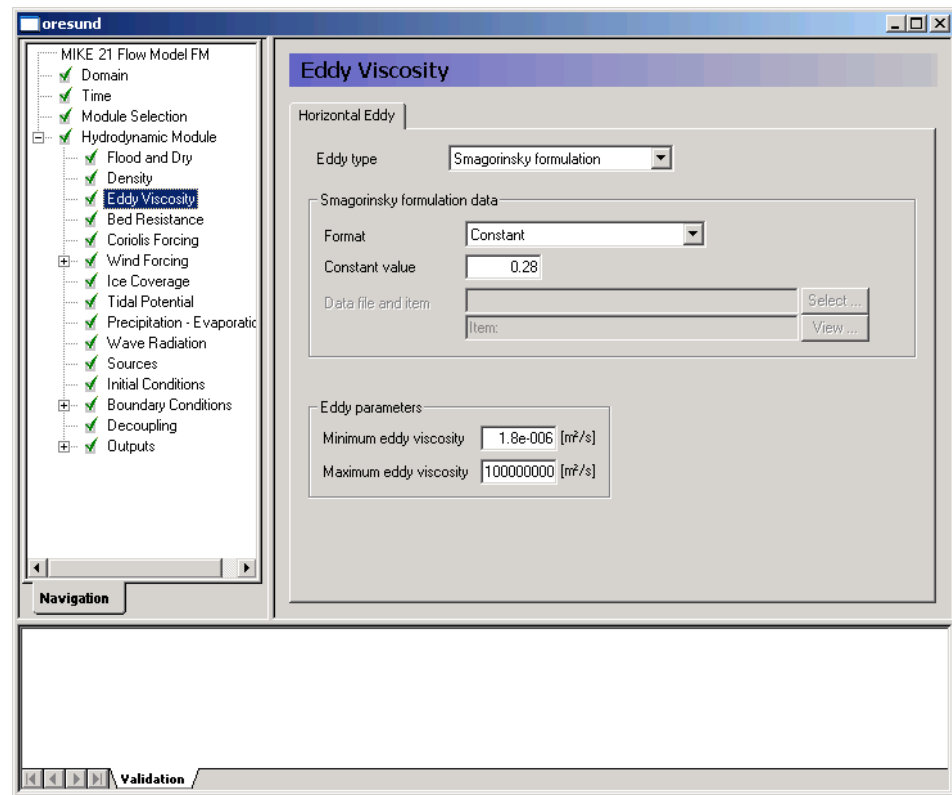 oresund
MIKE 21 Flow Model FM
Domain
Time
Module Selection
Hydrodynamic Module
Flood and Dry
Density
Eddy Viscosity
Bed Resistance
Coriolis Forcing
Wind Forcing
Ice Coverage
Tidal Potential
Precipitation - Evaporatic
Wave Radiation
Sources
Initial Conditions
Boundary Conditions
Decoupling
Outputs
Navigation
Eddy Viscosity
Horizontal Eddy
Eddy type Smagorinsky formulation
Smagorinsky formulation data
Format Constant
Constant value 0.28
Data file and item Select ...
Item: View ...
Eddy parameters
Minimum eddy viscosity 1.8e-006 [m²/s]
Maximum eddy viscosity 100000000 [m²/s]
Validation